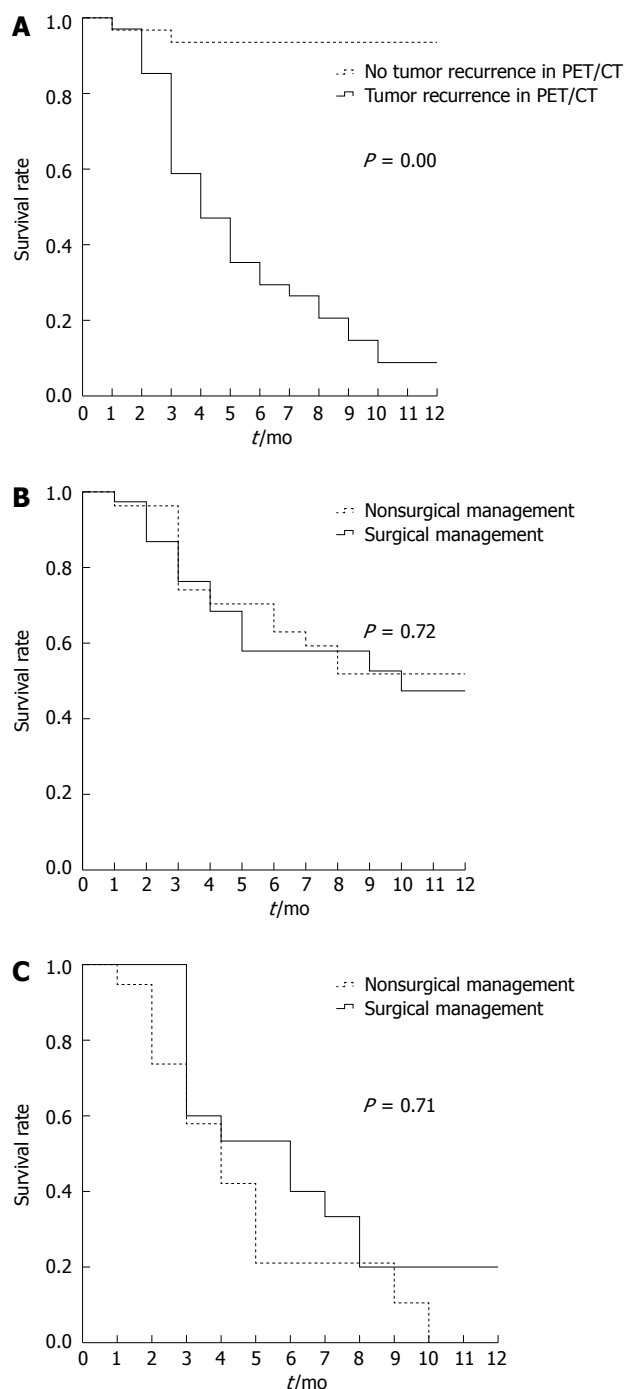 A
1.0
0.8
0.6
0.4
0.2
0.0
Survival rate
No tumor recurrence in PET/CT
Tumor recurrence in PET/CT
P = 0.00
0 1 2 3 4 5 6 7 8 9 10 11 12
t/mo
B
1.0
0.8
0.6
0.4
0.2
0.0
Survival rate
Nonsurgical management
Surgical management
P = 0.72
0 1 2 3 4 5 6 7 8 9 10 11 12
t/mo
C
1.0
0.8
0.6
0.4
0.2
0.0
Survival rate
Nonsurgical management
Surgical management
P = 0.71
0 1 2 3 4 5 6 7 8 9 10 11 12
t/mo